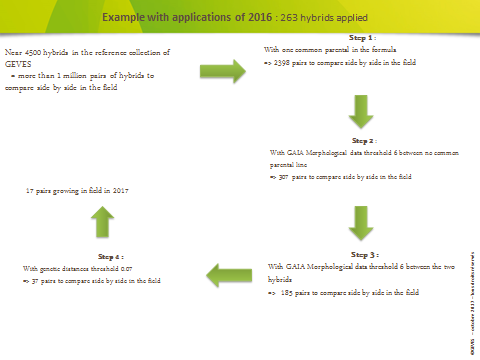 Example with applications of 2016 : 263 hybrids applied
Near 4500 hybrids in the reference collection of
GEVES
= more than 1 million pairs of hybrids to
compare side by side in the field
Step 1 :
With one common parental in the formula
=> 2398 pairs to compare side by side in the field
Step 2 :
With GAIA Morphological data threshold 6 between no common
parental line
=> 307 pairs to compare side by side in the field
Step 3 :
With GAIA Morphological data threshold 6 between the two
hybrids
=> 185 pairs to compare side by side in the field
Step 4 :
With genetic distances threshold 0.07
=> 37 pairs to compare side by side in the field
17 pairs growing in field in 2017
©GEVES - octobre 2017 –